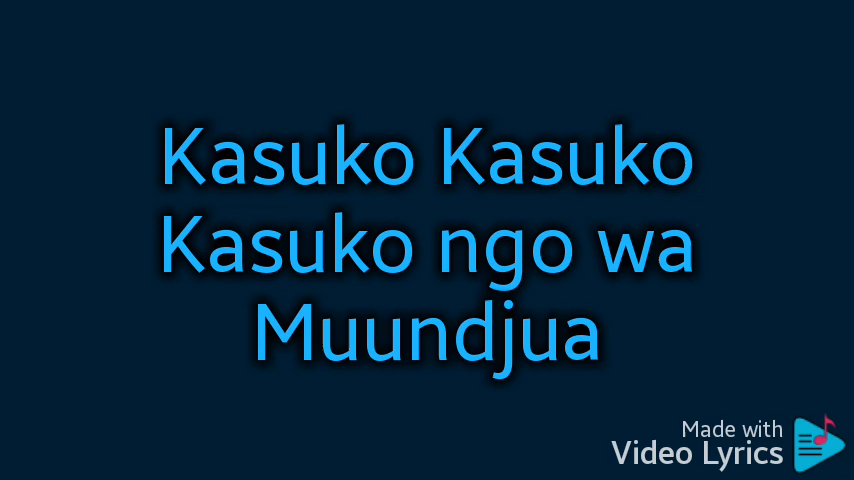 Kasuko Kasuko
Kasuko ngo wa
Muundjua
Made with
Video Lyrics